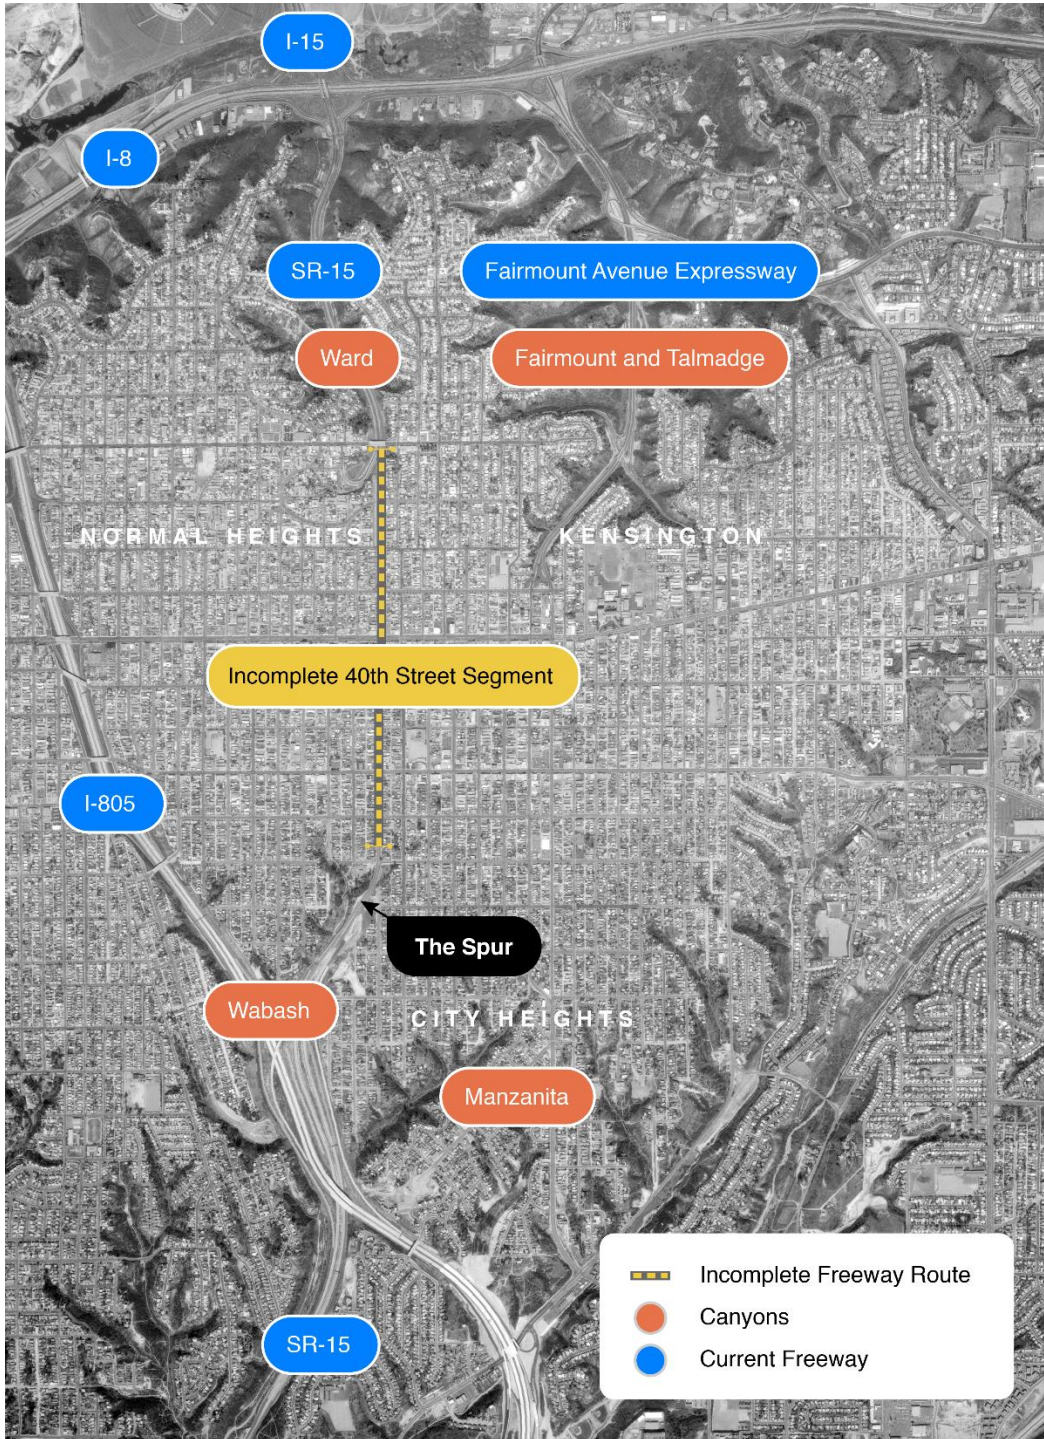 I-15
I-8
SR-15
Fairmount Avenue Expressway
Ward
Fairmount and Talmadge
NORMAL HEIGHTS
KENSINGTON
Incomplete 40th Street Segment
I-805
The Spur
Wabash
CITY HEIGHTS
Manzanita
SR-15
Incomplete Freeway Route
Canyons
Current Freeway